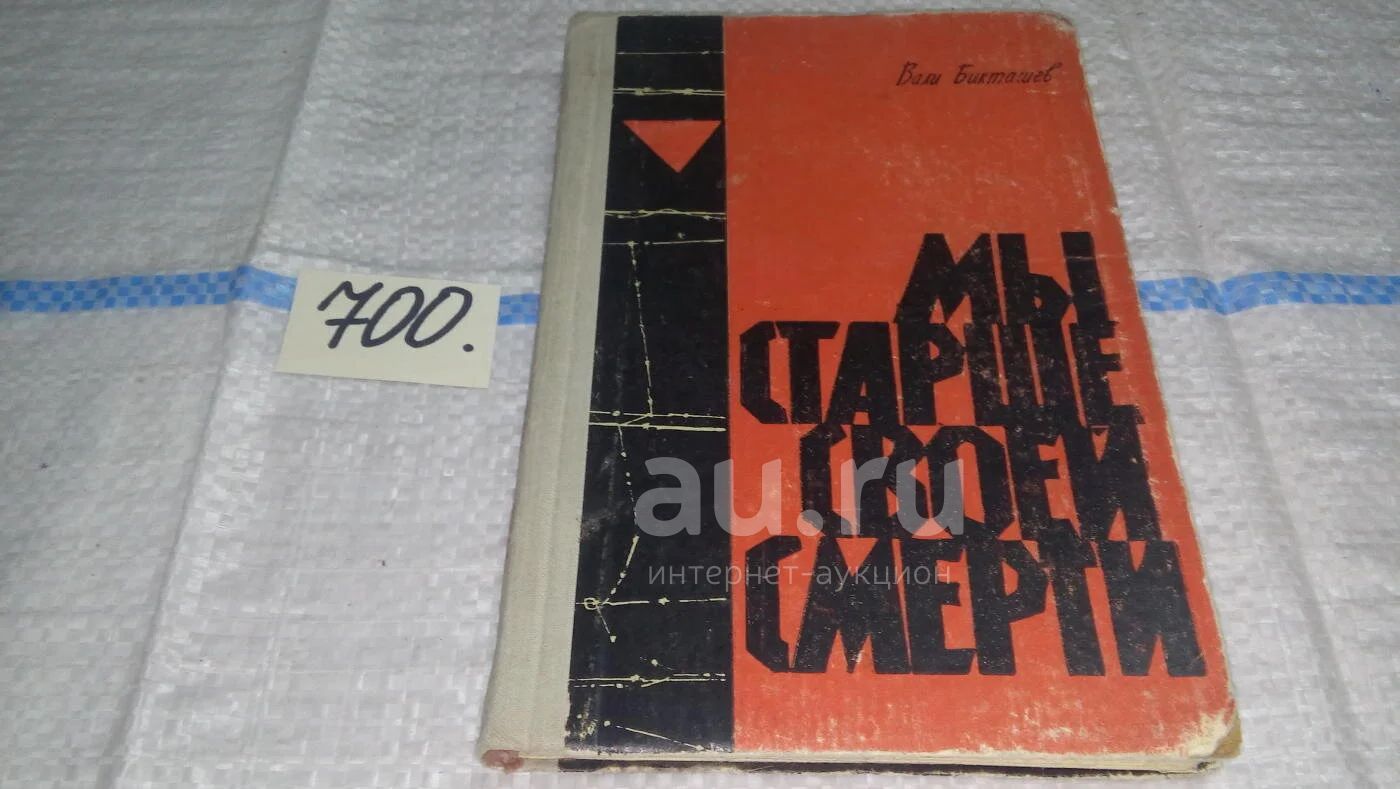 Вали Бикташев
700.
МЫ
СТАРШЕ
СВОЕЙ
СМЕРТИ
au.ru
интернет-аукцион